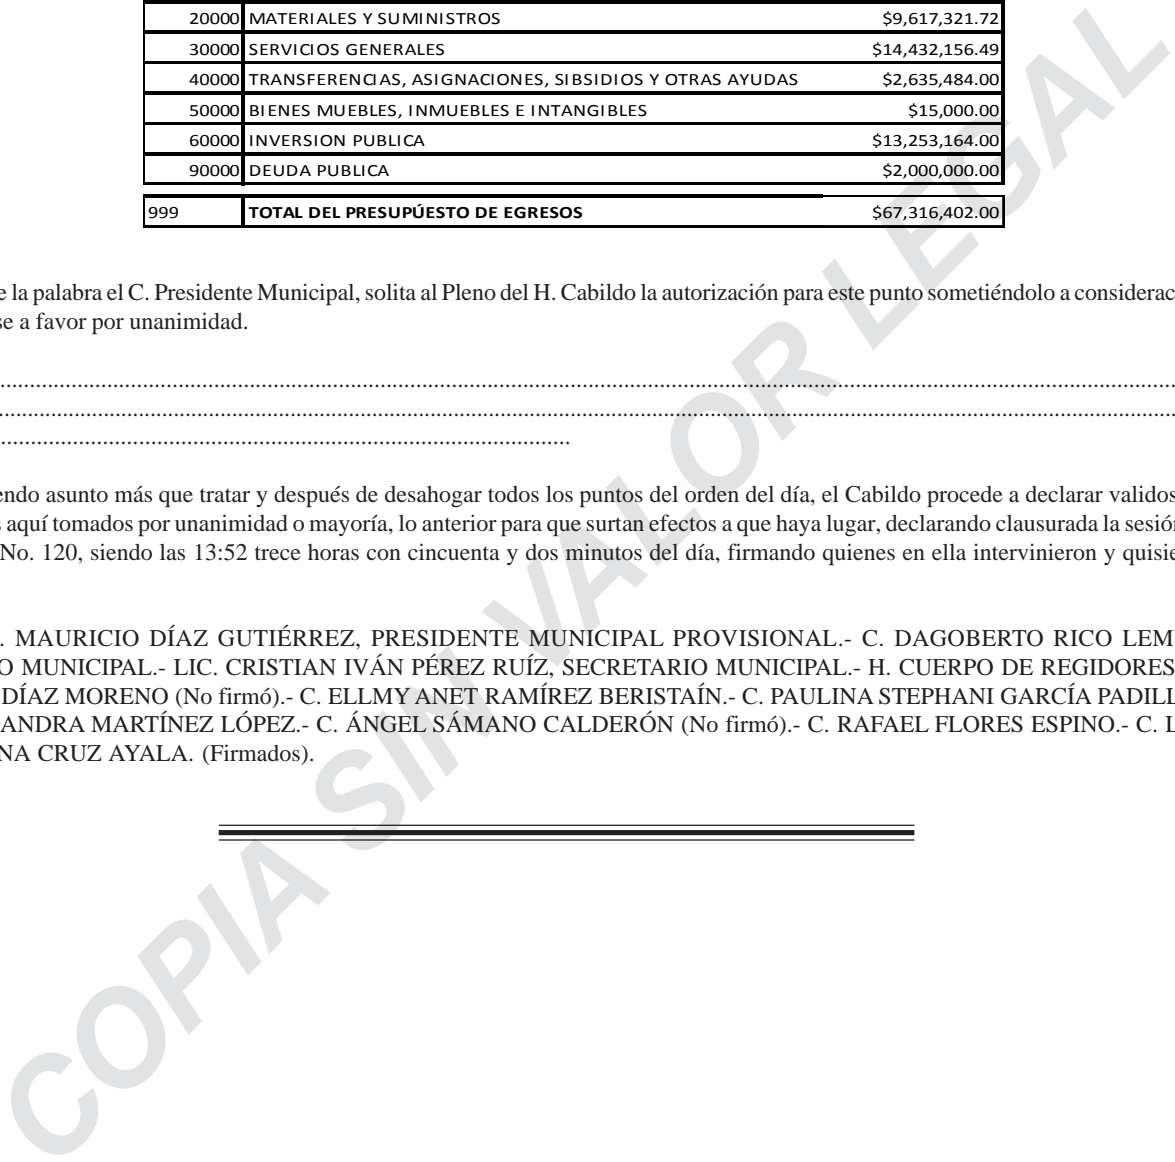 20000 MATERIALES Y SUMINISTROS $9,617,321.72
30000 SERVICIOS GENERALES $14,432,156.49
40000 TRANSFERENCIAS, ASIGNACIONES, SIBSIDIOS Y OTRAS AYUDAS $2,635,484.00
50000 BIENES MUEBLES, INMUEBLES E INTANGIBLES $15,000.00
60000 INVERSION PUBLICA $13,253,164.00
90000 DEUDA PUBLICA $2,000,000.00
999 TOTAL DEL PRESUPÚESTO DE EGRESOS $67,316,402.00
e la palabra el C. Presidente Municipal, solita al Pleno del H. Cabildo la autorización para este punto sometiéndolo a considerac
se a favor por unanimidad.
endo asunto más que tratar y después de desahogar todos los puntos del orden del día, el Cabildo procede a declarar validos
s aquí tomados por unanimidad o mayoría, lo anterior para que surtan efectos a que haya lugar, declarando clausurada la sesión
No. 120, siendo las 13:52 trece horas con cincuenta y dos minutos del día, firmando quienes en ella intervinieron y quisie
. MAURICIO DÍAZ GUTIÉRREZ, PRESIDENTE MUNICIPAL PROVISIONAL.- C. DAGOBERTO RICO LEM
O MUNICIPAL.- LIC. CRISTIAN IVÁN PÉREZ RUÍZ, SECRETARIO MUNICIPAL.- H. CUERPO DE REGIDORES
DÍAZ MORENO (No firmó).- C. ELLMY ANET RAMÍREZ BERISTAÍN.- C. PAULINA STEPHANI GARCÍA PADILL
ANDRA MARTÍNEZ LÓPEZ.- C. ÁNGEL SÁMANO CALDERÓN (No firmó).- C. RAFAEL FLORES ESPINO.- C. L
NA CRUZ AYALA. (Firmados).
COPIA SIN VALOR LEGAL